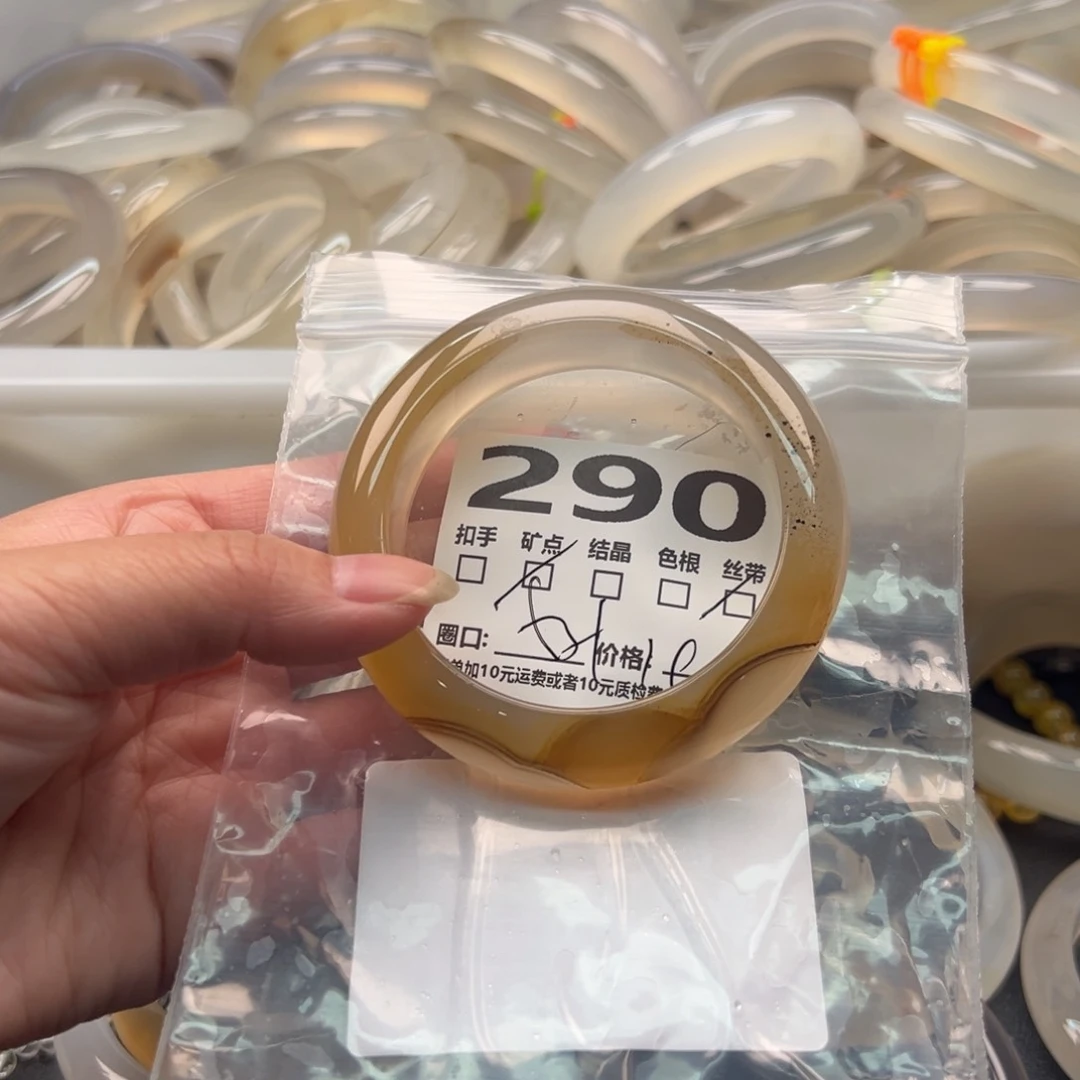 290
扣手 矿点 结晶 色根 丝带
圈口: 价格:
单加10元运费或者10元质检费